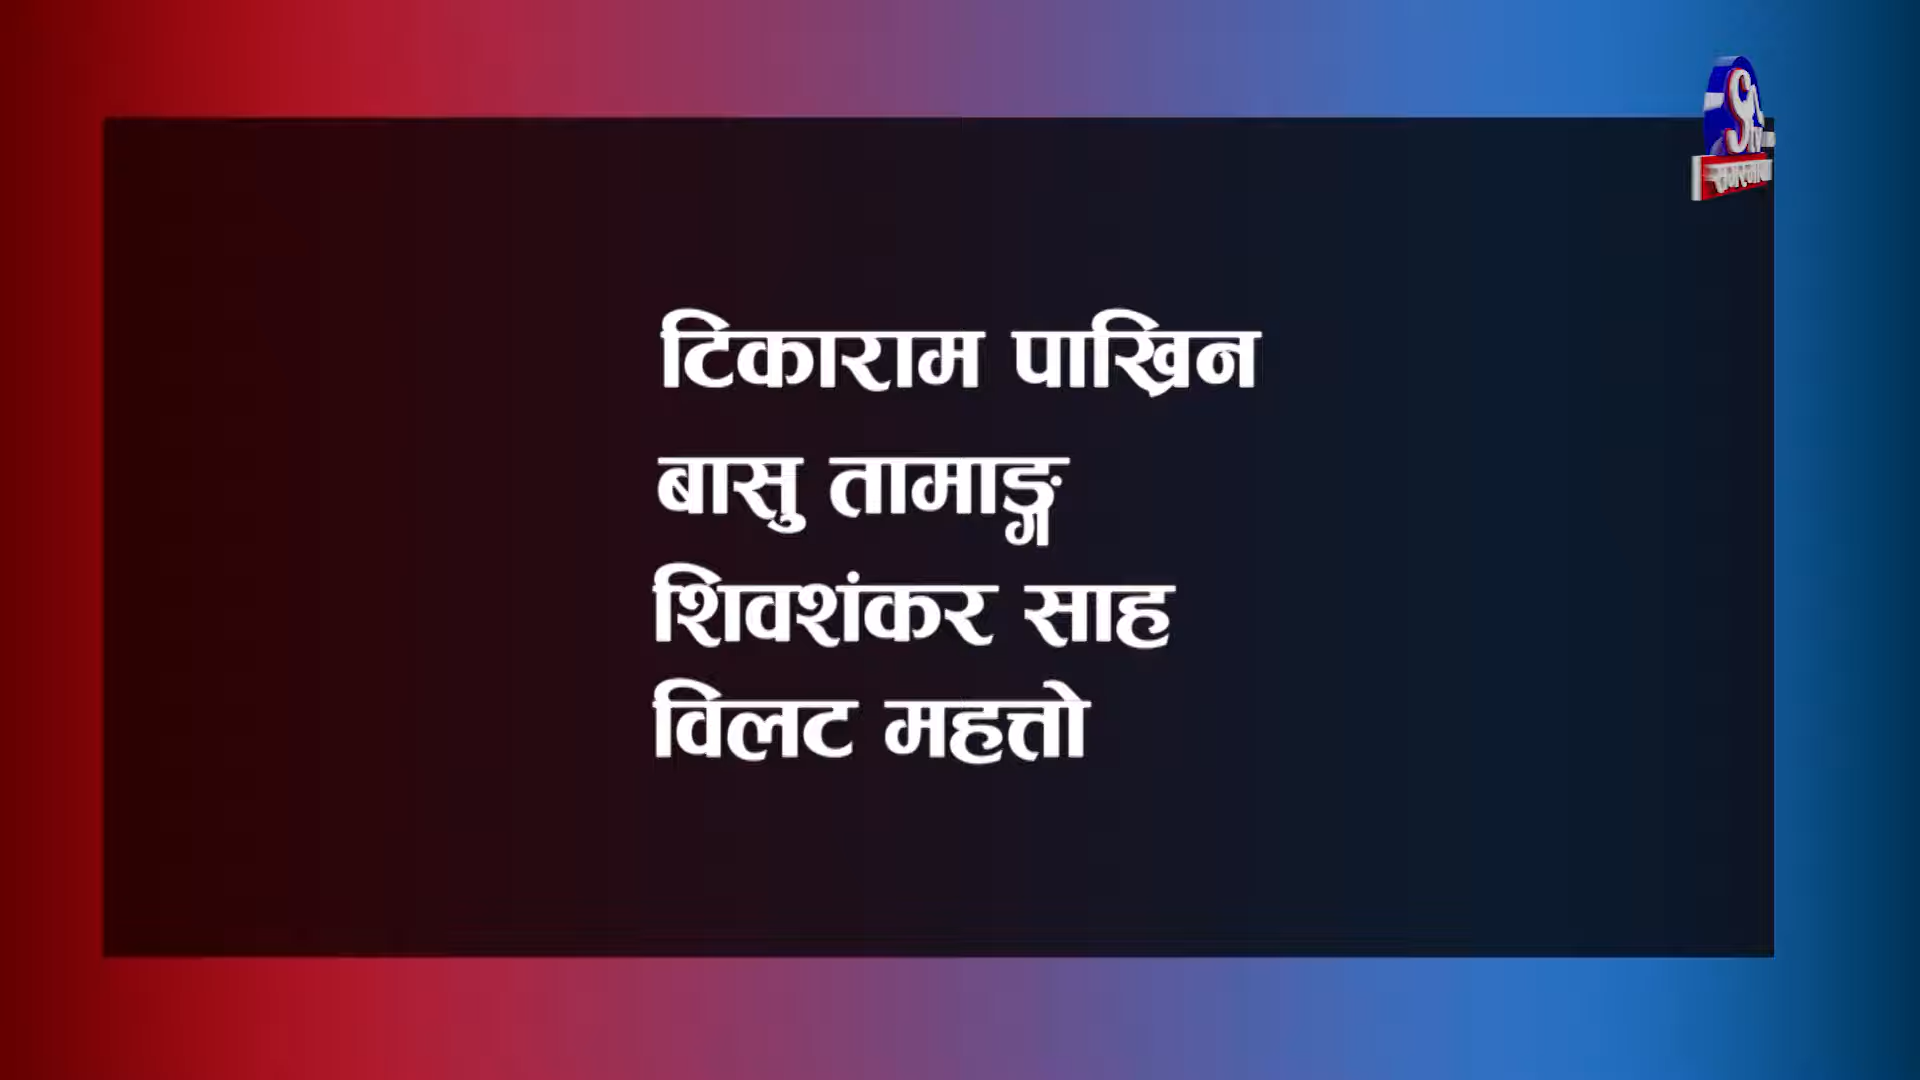 टिकाराम पाख्रिन
बासु तामाङ्ग
शिवशंकर साह
विलट महत्तो